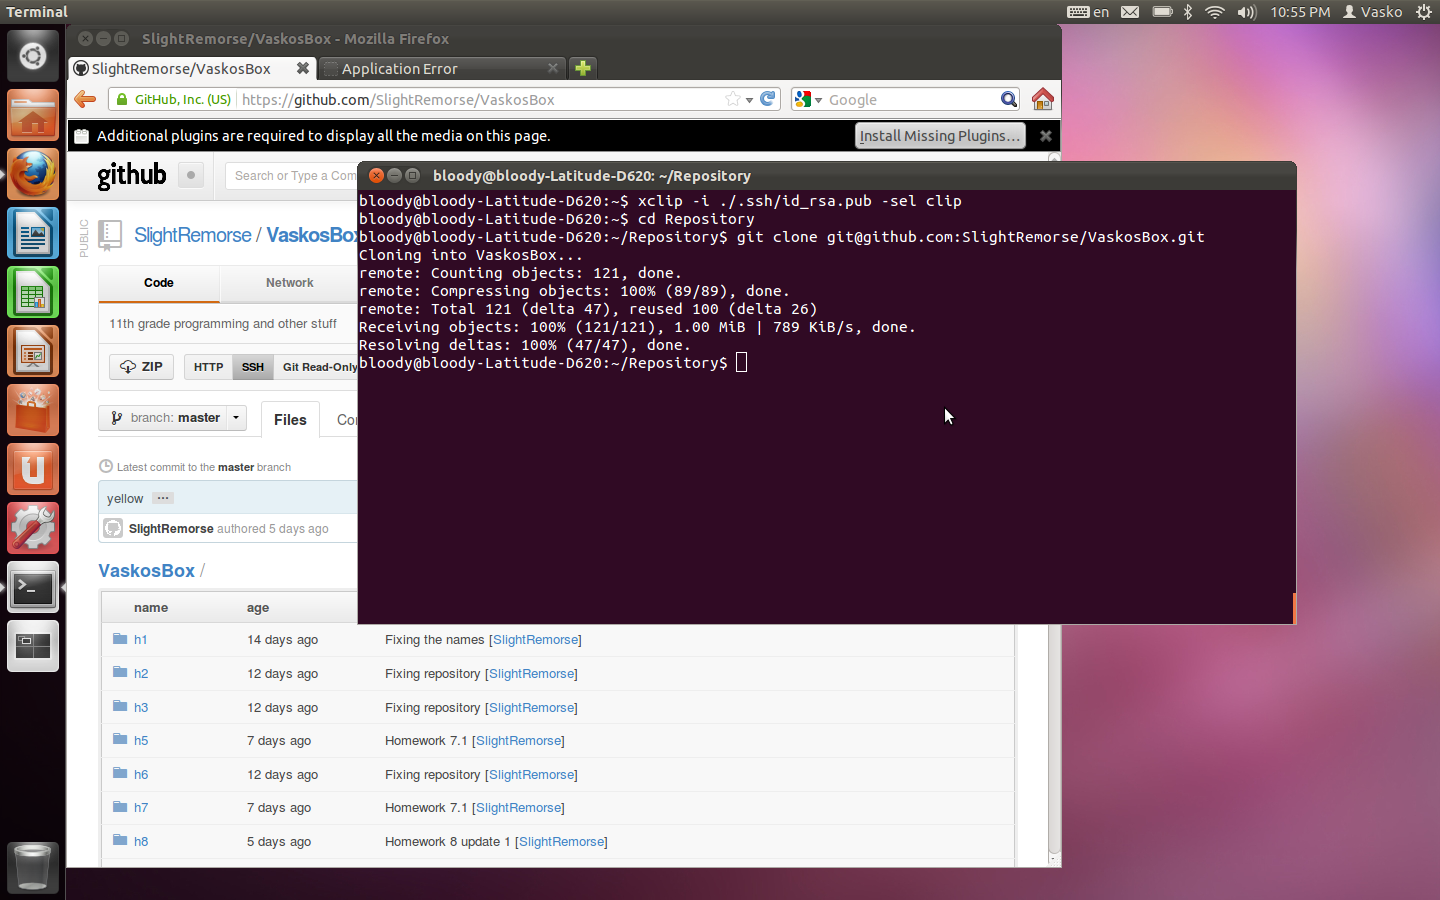 Terminal
en
10:55 PM
Vasko
SlightRemorse/VaskosBox - Mozilla Firefox
SlightRemorse/VaskosBox
Application Error
GitHub, Inc. (US)
https://github.com/SlightRemorse/VaskosBox
Google
Additional plugins are required to display all the media on this page.
Install Missing Plugins...
github
Search or Type a Com
PUBLIC
SlightRemorse / VaskosBox
Code
Network
11th grade programming and other stuff
ZIP
HTTP
SSH
Git Read-Only
branch: master
Files
Co
Latest commit to the master branch
yellow
SlightRemorse authored 5 days ago
VaskosBox /
name age
h1 14 days ago Fixing the names [SlightRemorse]
h2 12 days ago Fixing repository [SlightRemorse]
h3 12 days ago Fixing repository [SlightRemorse]
h5 7 days ago Homework 7.1 [SlightRemorse]
h6 12 days ago Fixing repository [SlightRemorse]
h7 7 days ago Homework 7.1 [SlightRemorse]
h8 5 days ago Homework 8 update 1 [SlightRemorse]
bloody@bloody-Latitude-D620: ~/Repository
bloody@bloody-Latitude-D620:~$ xclip -i ./.ssh/id_rsa.pub -sel clip
bloody@bloody-Latitude-D620:~$ cd Repository
bloody@bloody-Latitude-D620:~/Repository$ git clone git@github.com:SlightRemorse/VaskosBox.git
Cloning into VaskosBox...
remote: Counting objects: 121, done.
remote: Compressing objects: 100% (89/89), done.
remote: Total 121 (delta 47), reused 100 (delta 26)
Receiving objects: 100% (121/121), 1.00 MiB | 789 KiB/s, done.
Resolving deltas: 100% (47/47), done.
bloody@bloody-Latitude-D620:~/Repository$